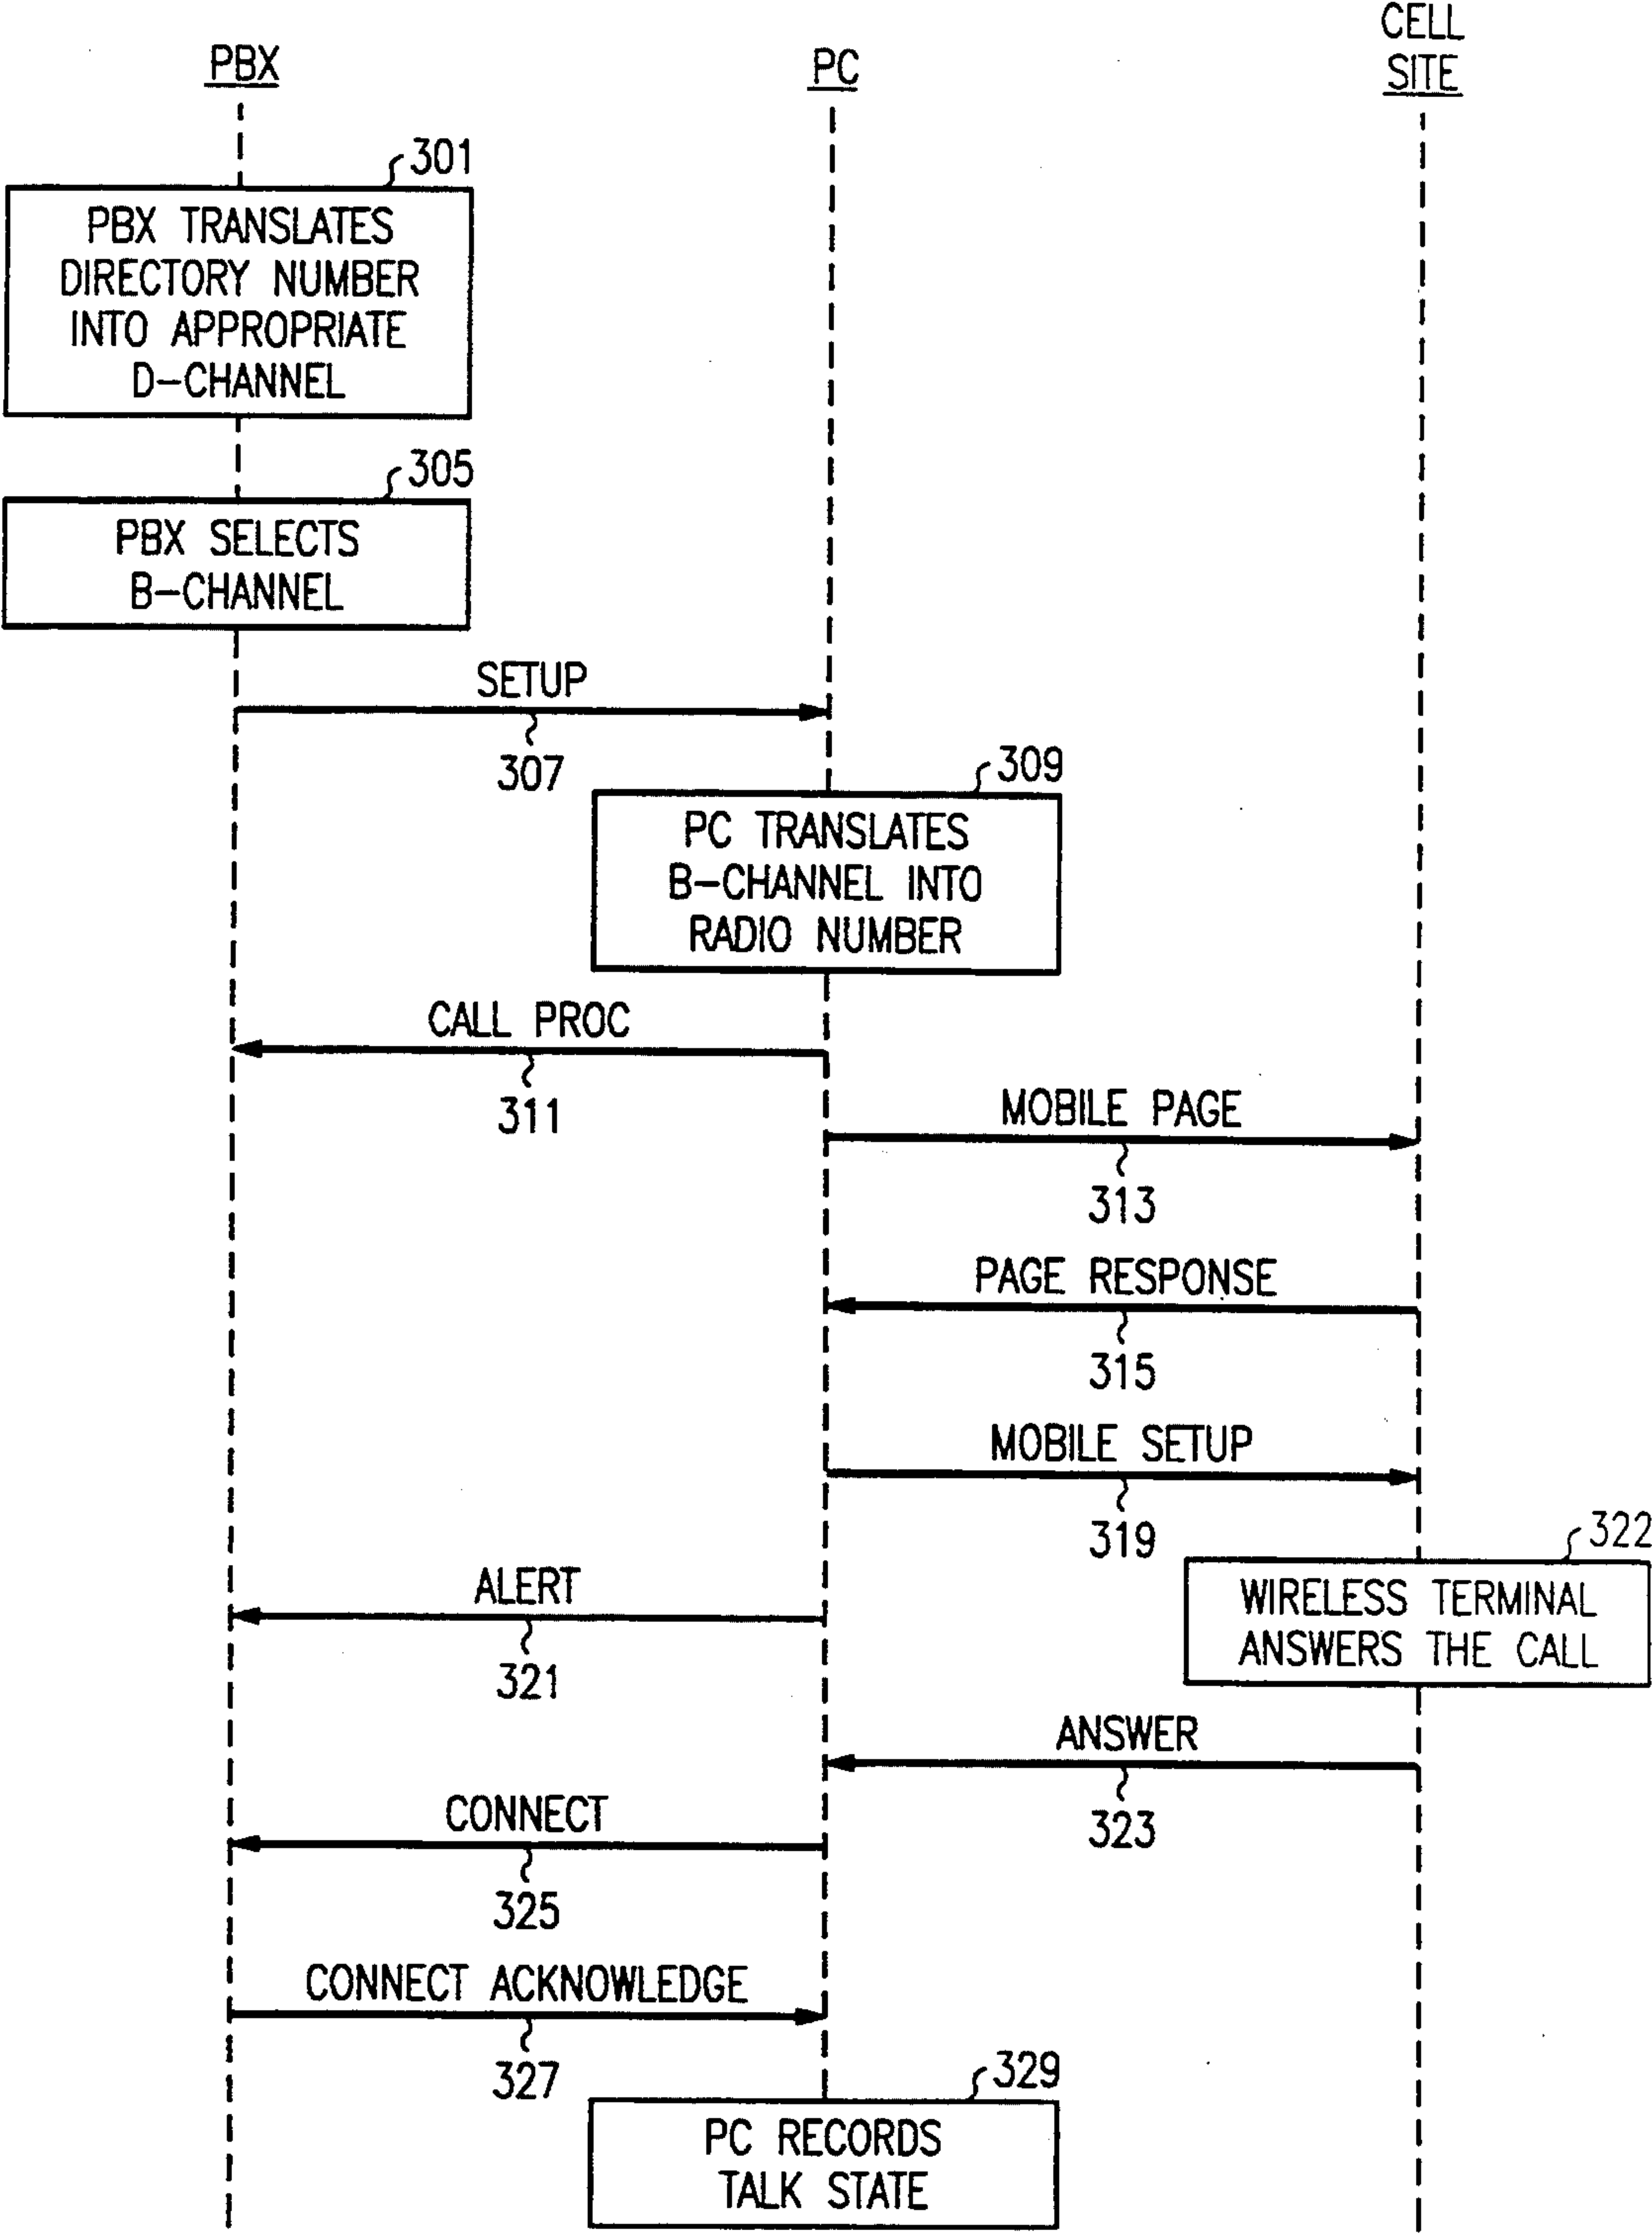 PBX
PC
CELL
SITE
301
PBX TRANSLATES
DIRECTORY NUMBER
INTO APPROPRIATE
D-CHANNEL
305
PBX SELECTS
B-CHANNEL
SETUP
307
309
PC TRANSLATES
B-CHANNEL INTO
RADIO NUMBER
CALL PROC
311
MOBILE PAGE
313
PAGE RESPONSE
315
MOBILE SETUP
319
322
WIRELESS TERMINAL
ANSWERS THE CALL
ALERT
321
ANSWER
323
CONNECT
325
CONNECT ACKNOWLEDGE
327
329
PC RECORDS
TALK STATE